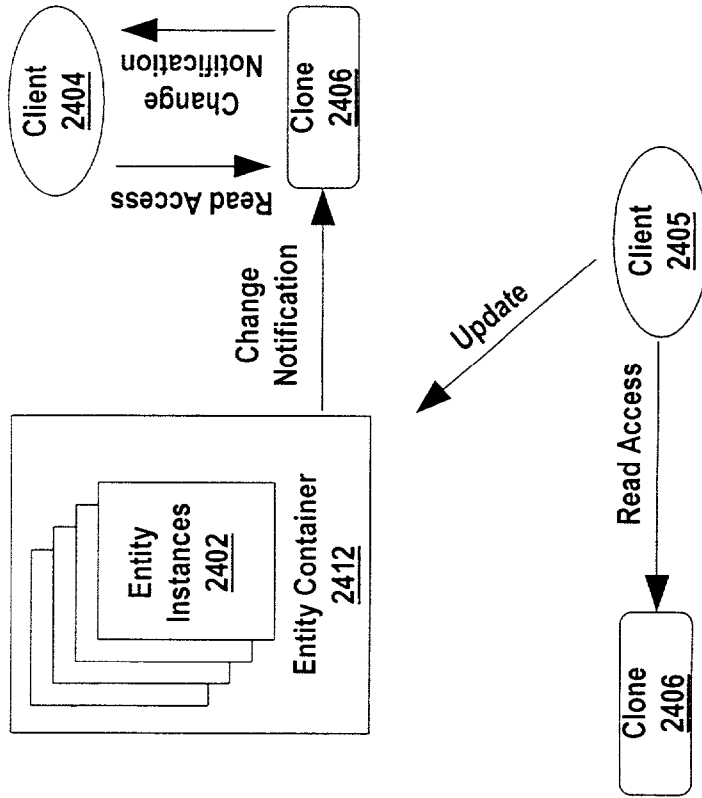 Entity
Instances
2402
Entity Container
2412
Change
Notification
Client
2404
Read Access
Change
Notification
Clone
2406
Update
Client
2405
Read Access
Clone
2406